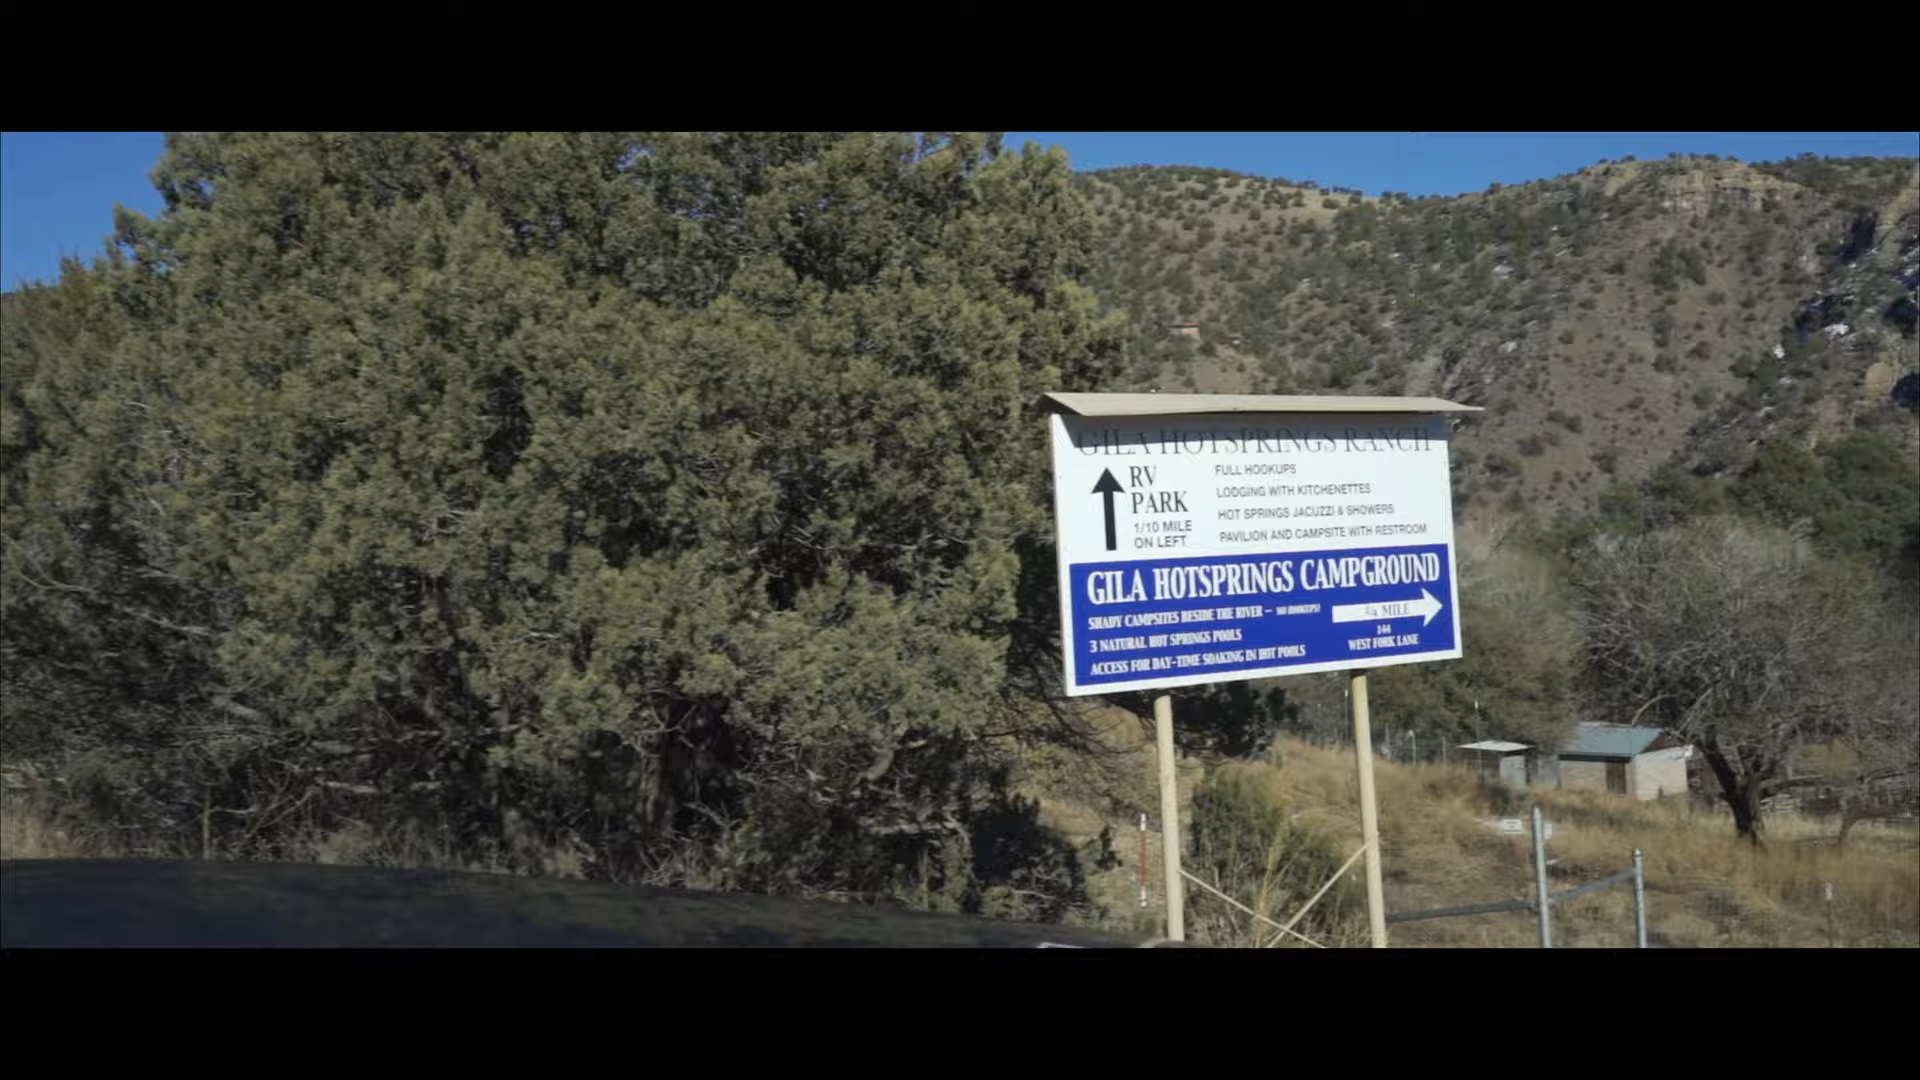 GILA HOTSPRINGS RANCH
RV
PARK
1/10 MILE
ON LEFT
FULL HOOKUPS
LODGING WITH KITCHENETTES
HOT SPRINGS JACUZZI & SHOWERS
PAVILION AND CAMPSITE WITH RESTROOM
GILA HOTSPRINGS CAMPGROUND
SHADY CAMPSITES BESIDE THE RIVER – NO HOOKUPS!
3 NATURAL HOT SPRINGS POOLS
ACCESS FOR DAY-TIME SOAKING IN HOT POOLS
MILE
144
WEST FORK LANE